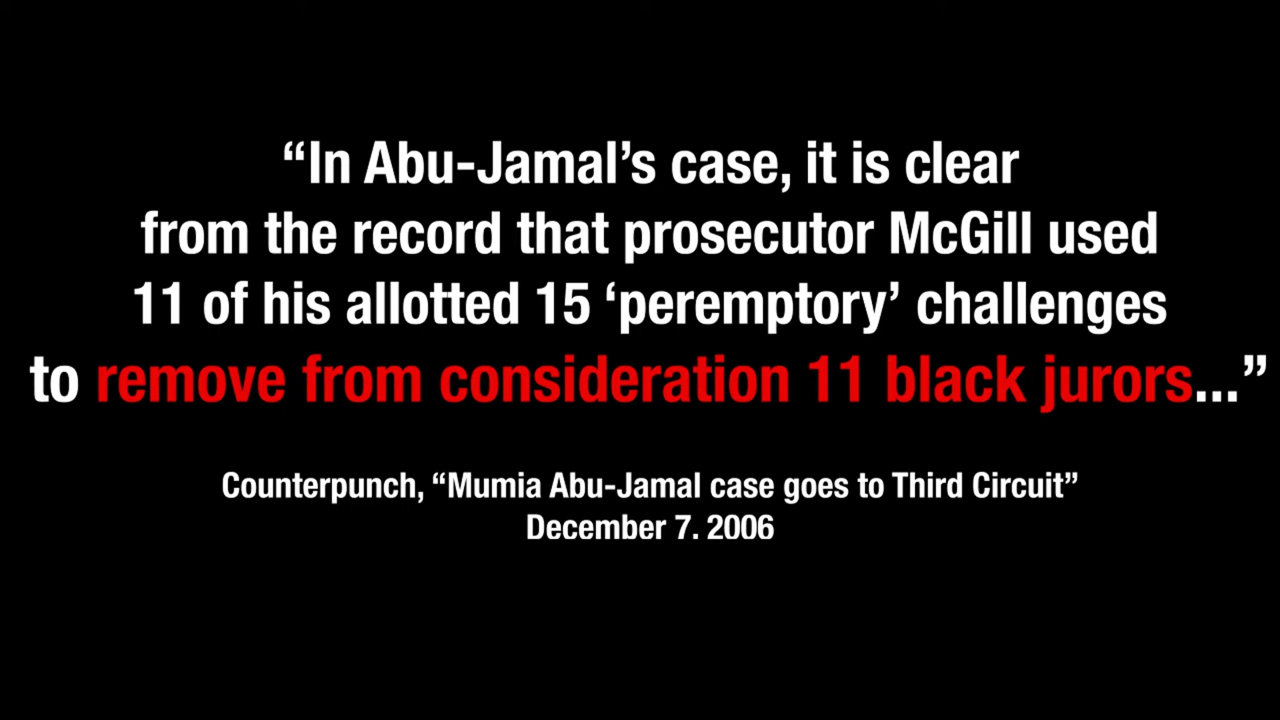 “In Abu-Jamal’s case, it is clear
from the record that prosecutor McGill used
11 of his allotted 15 ‘peremptory’ challenges
to remove from consideration 11 black jurors...”
Counterpunch, “Mumia Abu-Jamal case goes to Third Circuit”
December 7. 2006